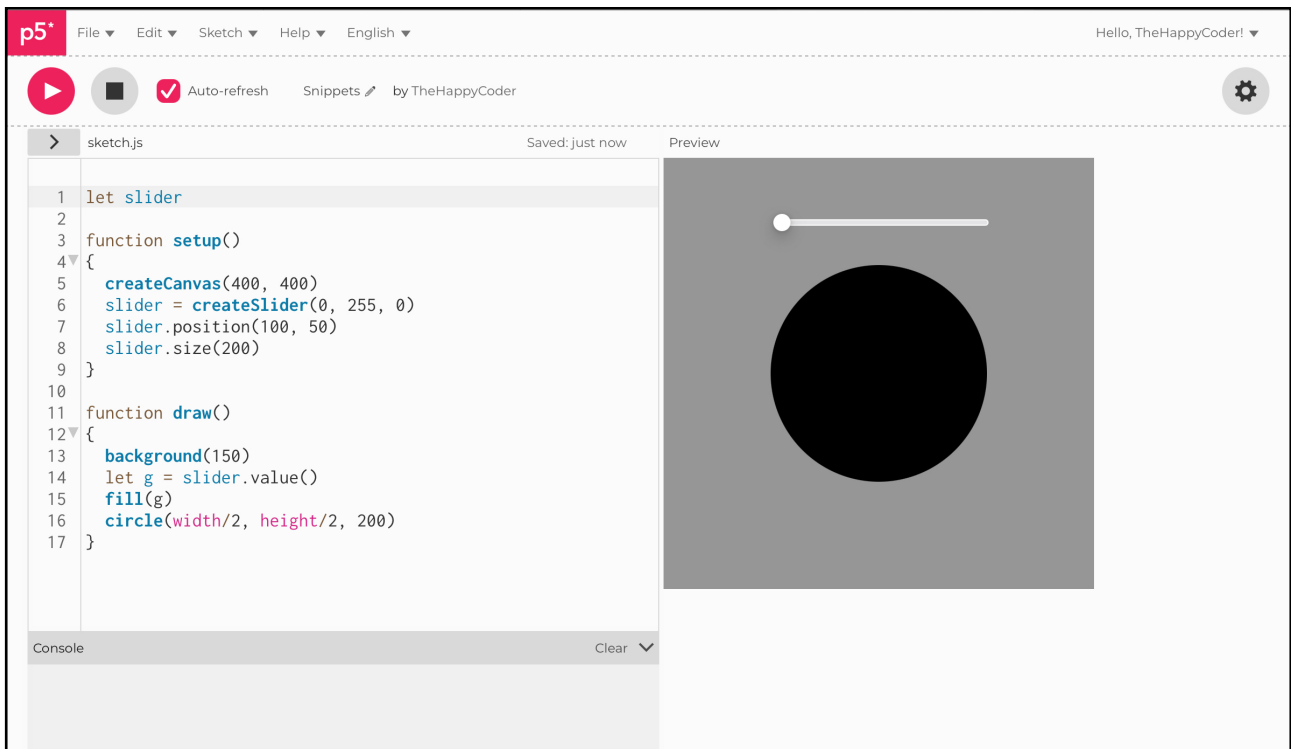 p5* File Edit Sketch Help English Hello, TheHappyCoder!
Auto-refresh Snippets by TheHappyCoder
sketch.js Saved: just now Preview
1 let slider
2
3 function setup()
4 {
5   createCanvas(400, 400)
6   slider = createSlider(0, 255, 0)
7   slider.position(100, 50)
8   slider.size(200)
9 }
10
11 function draw()
12 {
13   background(150)
14   let g = slider.value()
15   fill(g)
16   circle(width/2, height/2, 200)
17 }
Console Clear